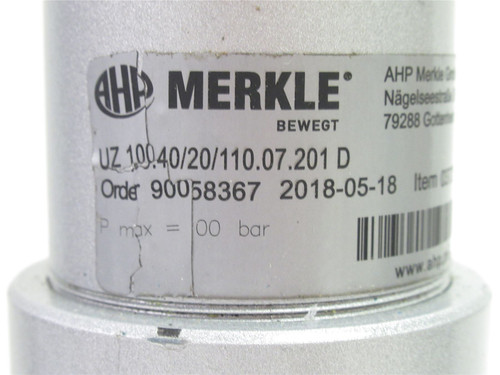 AHP MERKLE®
BEWEGT
AHP Merkle Gm
Nägelseestraße
79288 Gotten
UZ 100.40/20/110.07.201 D
Order 90058367 2018-05-18 Item
P max = 00 bar
www.ahp.